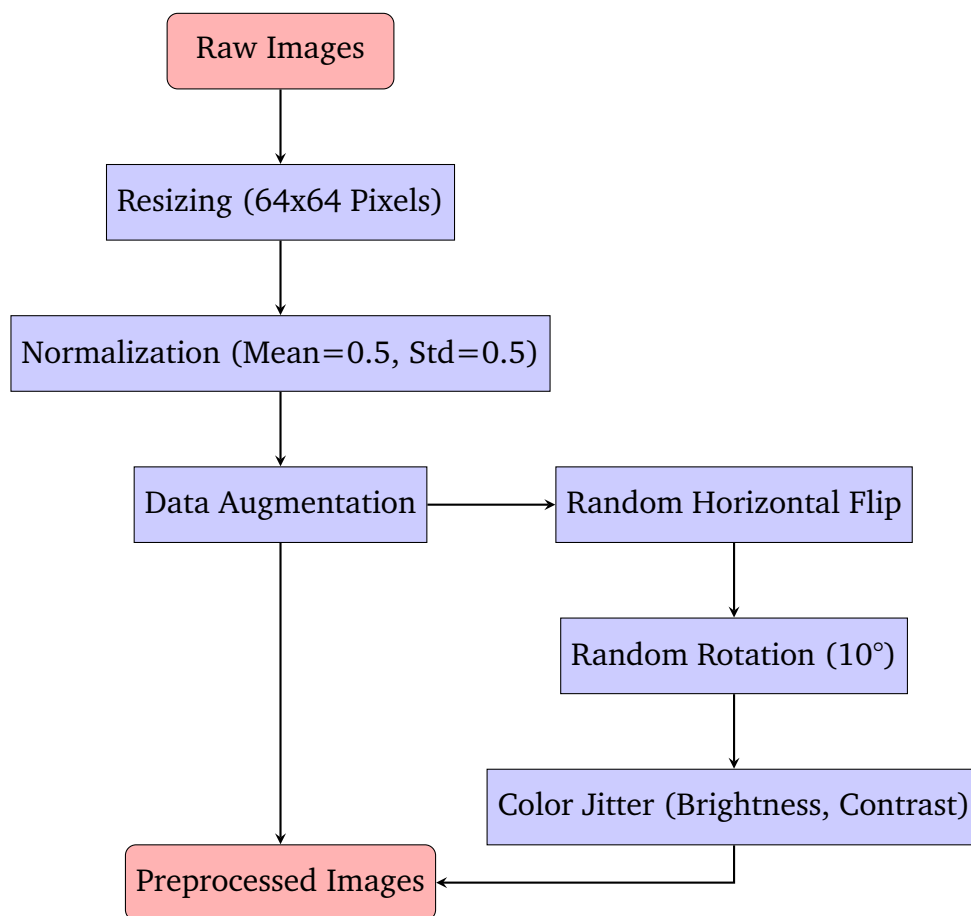 Raw Images
Resizing (64x64 Pixels)
Normalization (Mean=0.5, Std=0.5)
Data Augmentation
Random Horizontal Flip
Random Rotation (10°)
Color Jitter (Brightness, Contrast)
Preprocessed Images